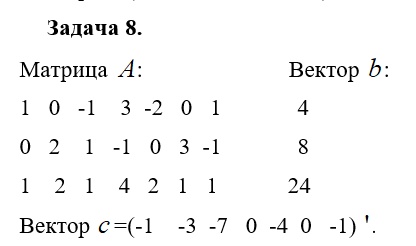 Задача 8.
Матрица A: Вектор b:
1 0 -1 3 -2 0 1 4
0 2 1 -1 0 3 -1 8
1 2 1 4 2 1 1 24
Вектор c=(-1 -3 -7 0 -4 0 -1) '.